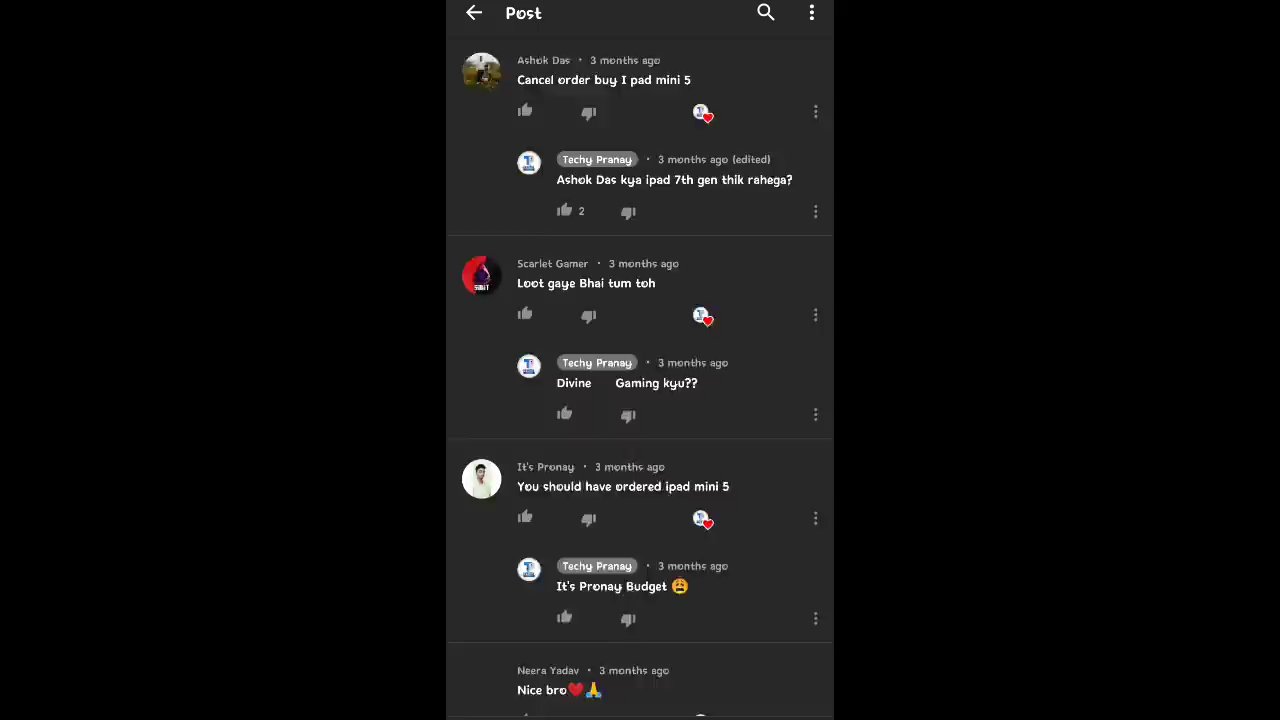 Post
Ashok Das · 3 months ago
Cancel order buy I pad mini 5
Techy Pranay · 3 months ago (edited)
Ashok Das kya ipad 7th gen thik rahega?
2
Scarlet Gamer · 3 months ago
Loot gaye Bhai tum toh
Techy Pranay · 3 months ago
Divine Gaming kyu??
It's Pronay · 3 months ago
You should have ordered ipad mini 5
Techy Pranay · 3 months ago
It's Pronay Budget 😩
Neera Yadav · 3 months ago
Nice bro❤️🙏